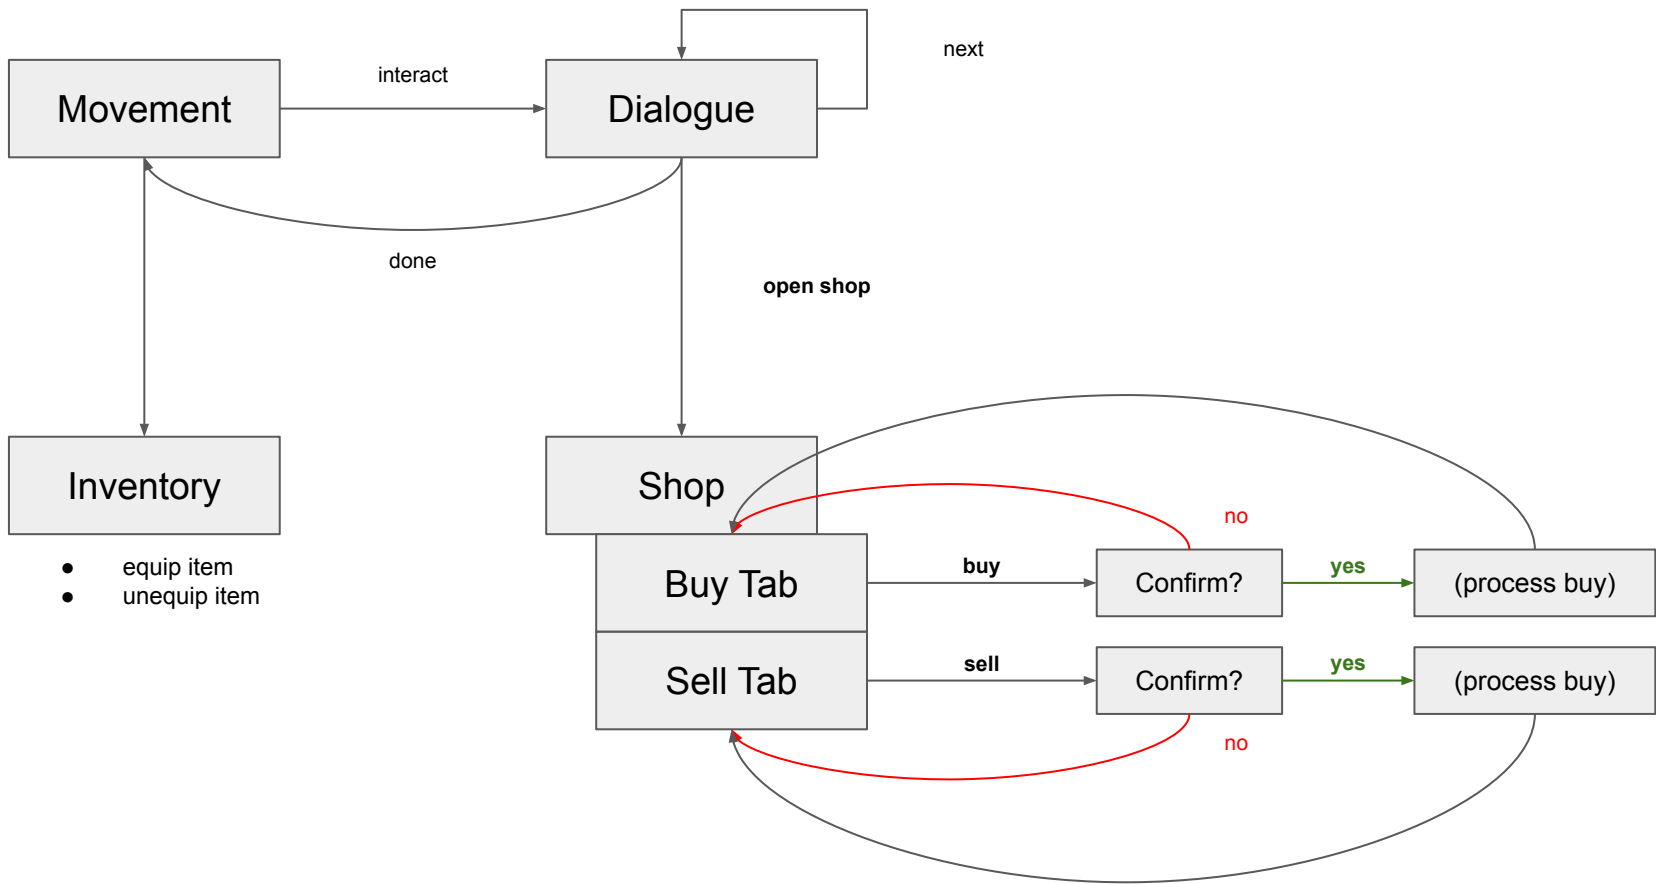 next
interact
Movement
Dialogue
done
open shop
Inventory
Shop
no
● equip item
● unequip item
Buy Tab
buy
Confirm?
yes
(process buy)
Sell Tab
sell
Confirm?
yes
(process buy)
no